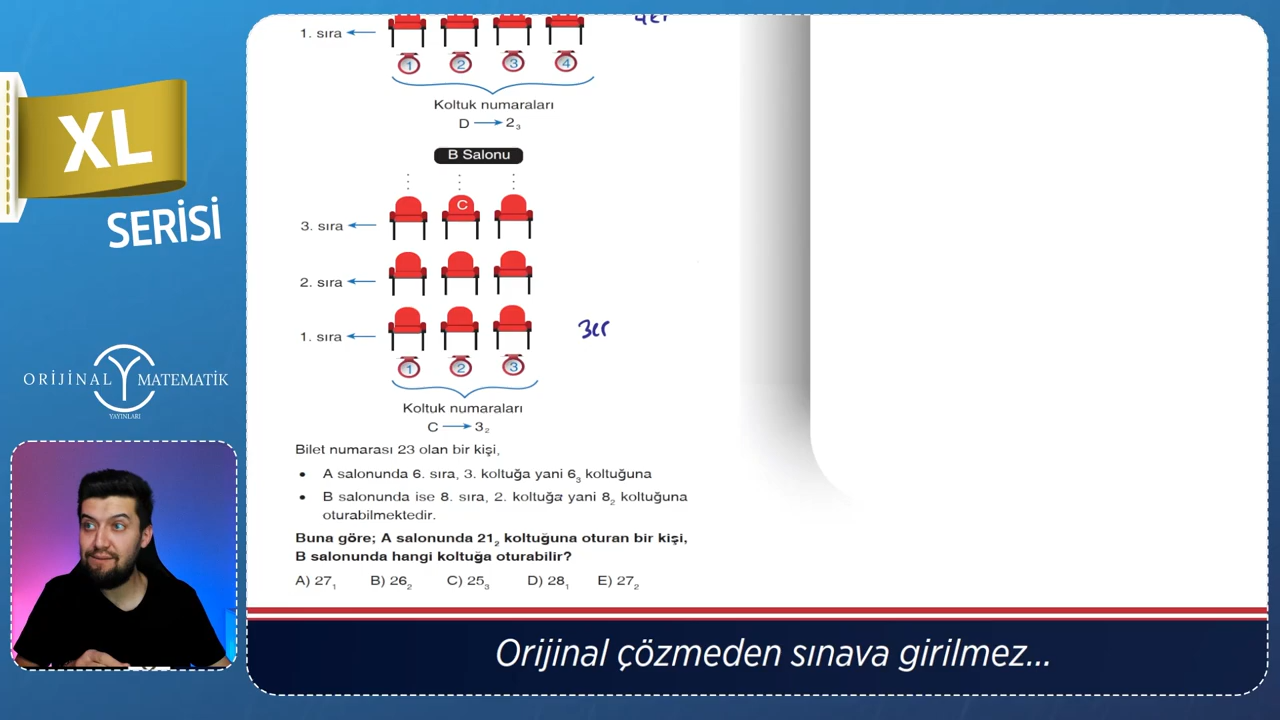 XL
SERİSİ
ORİJİNAL MATEMATİK
YAYINLARI
1. sıra
1 2 3 4
Koltuk numaraları
D → 2₃
B Salonu
C
3. sıra
2. sıra
1. sıra
3er
1 2 3
Koltuk numaraları
C → 3₂
Bilet numarası 23 olan bir kişi,
• A salonunda 6. sıra, 3. koltuğa yani 6₃ koltuğuna
• B salonunda ise 8. sıra, 2. koltuğa yani 8₂ koltuğuna
oturabilmektedir.
Buna göre; A salonunda 21₂ koltuğuna oturan bir kişi,
B salonunda hangi koltuğa oturabilir?
A) 27₁ B) 26₂ C) 25₃ D) 28₁ E) 27₂
Orijinal çözmeden sınava girilmez...